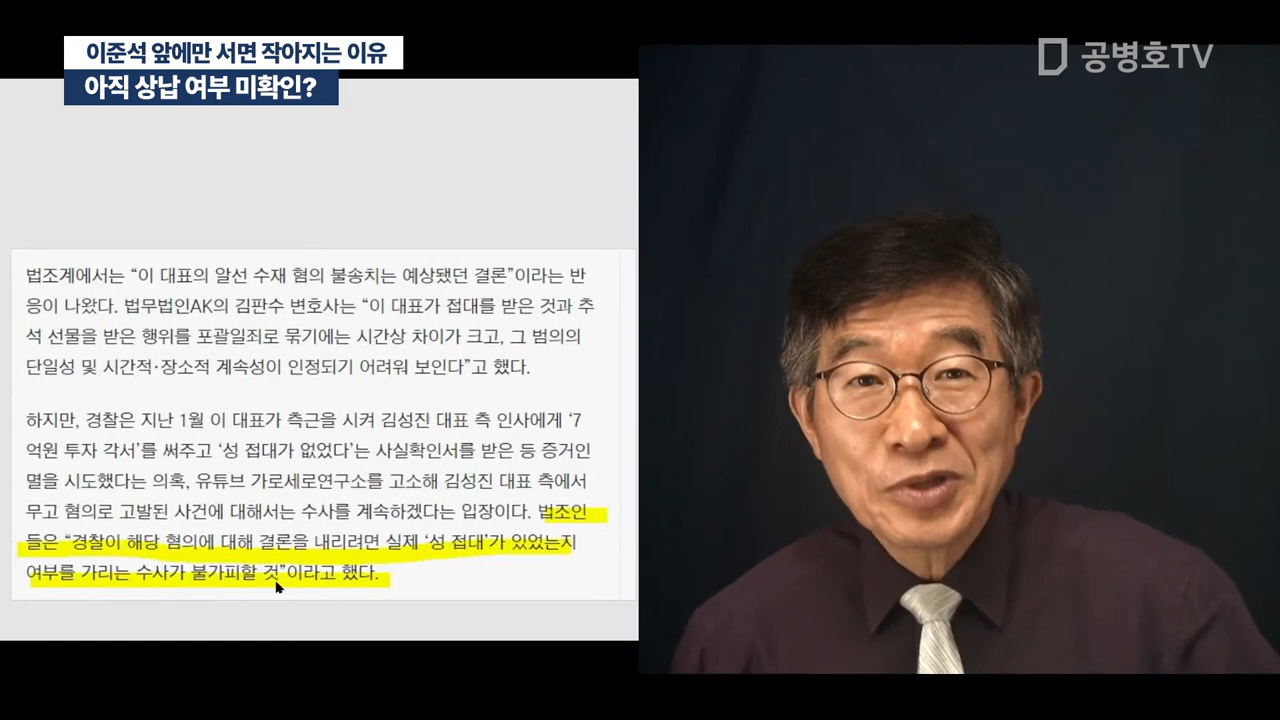 이준석 앞에만 서면 작아지는 이유
아직 상납 여부 미확인?
공병호TV
법조계에서는 “이 대표의 알선 수재 혐의 불송치는 예상됐던 결론”이라는 반
응이 나왔다. 법무법인AK의 김판수 변호사는 “이 대표가 접대를 받은 것과 추
석 선물을 받은 행위를 포괄일죄로 묶기에는 시간상 차이가 크고, 그 범의의
단일성 및 시간적·장소적 계속성이 인정되기 어려워 보인다”고 했다.
하지만, 경찰은 지난 1월 이 대표가 측근을 시켜 김성진 대표 측 인사에게 ‘7
억원 투자 각서’를 써주고 ‘성 접대가 없었다’는 사실확인서를 받은 등 증거인
멸을 시도했다는 의혹, 유튜브 가로세로연구소를 고소해 김성진 대표 측에서
무고 혐의로 고발된 사건에 대해서는 수사를 계속하겠다는 입장이다. 법조인
들은 “경찰이 해당 혐의에 대해 결론을 내리려면 실제 ‘성 접대’가 있었는지
여부를 가리는 수사가 불가피할 것”이라고 했다.